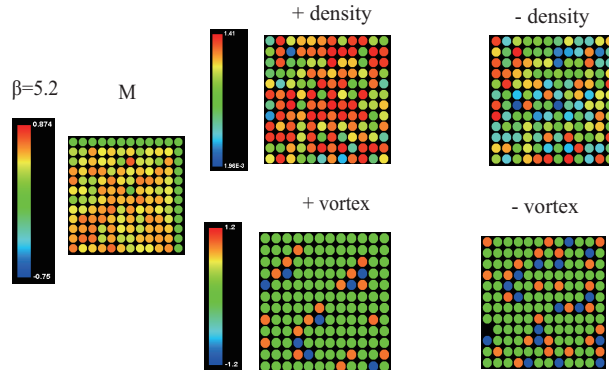 + density
- density
1.41
β=5.2
M
0.874
1.96E-3
+ vortex
- vortex
1.2
-0.75
-1.2